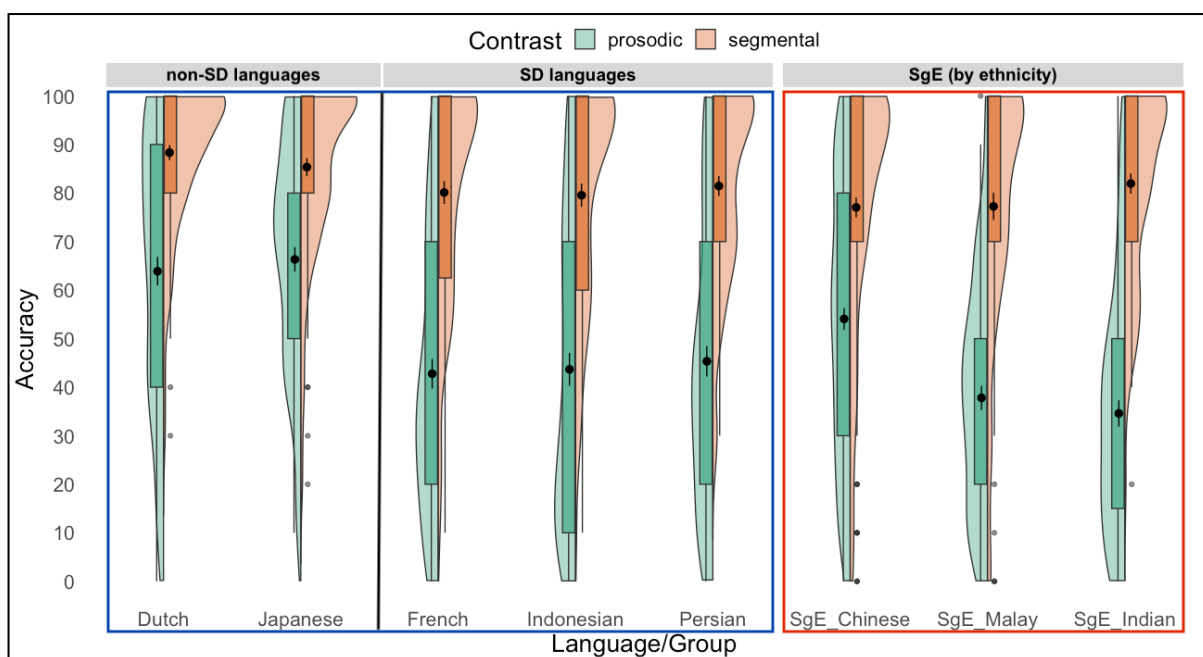 Contrast prosodic segmental
non-SD languages SD languages SgE (by ethnicity)
Accuracy
100
90
80
70
60
50
40
30
20
10
0
Dutch Japanese French Indonesian Persian SgE_Chinese SgE_Malay SgE_Indian
Language/Group